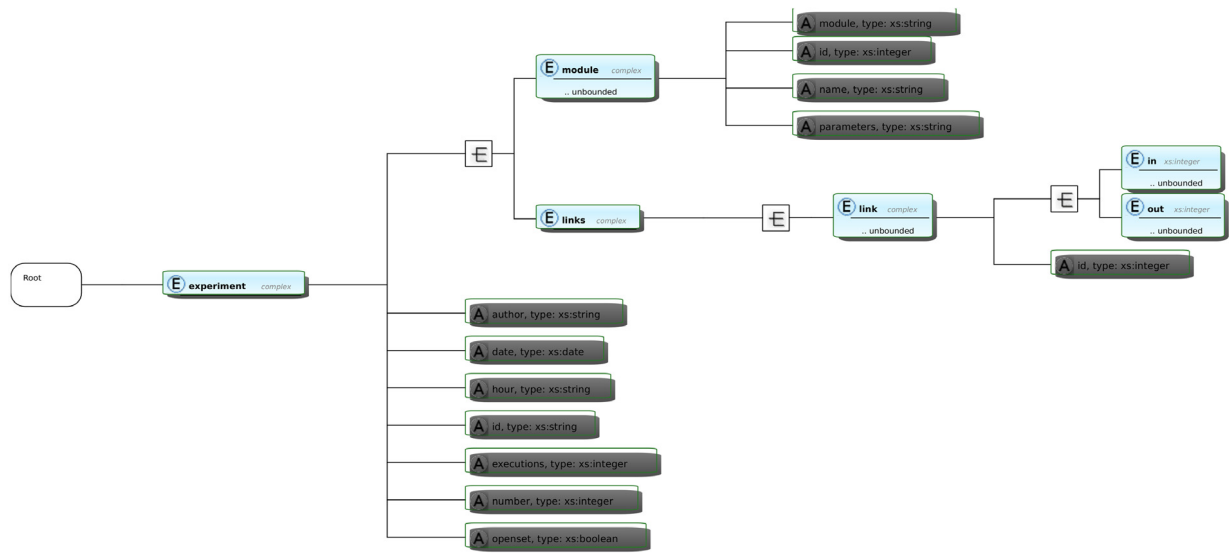 A module, type: xs:string
E module complex
.. unbounded
A id, type: xs:integer
A name, type: xs:string
A parameters, type: xs:string
E links complex
E link complex
.. unbounded
E in xs:integer
.. unbounded
E out xs:integer
.. unbounded
A id, type: xs:integer
Root
E experiment complex
A author, type: xs:string
A date, type: xs:date
A hour, type: xs:string
A id, type: xs:string
A executions, type: xs:integer
A number, type: xs:integer
A openset, type: xs:boolean